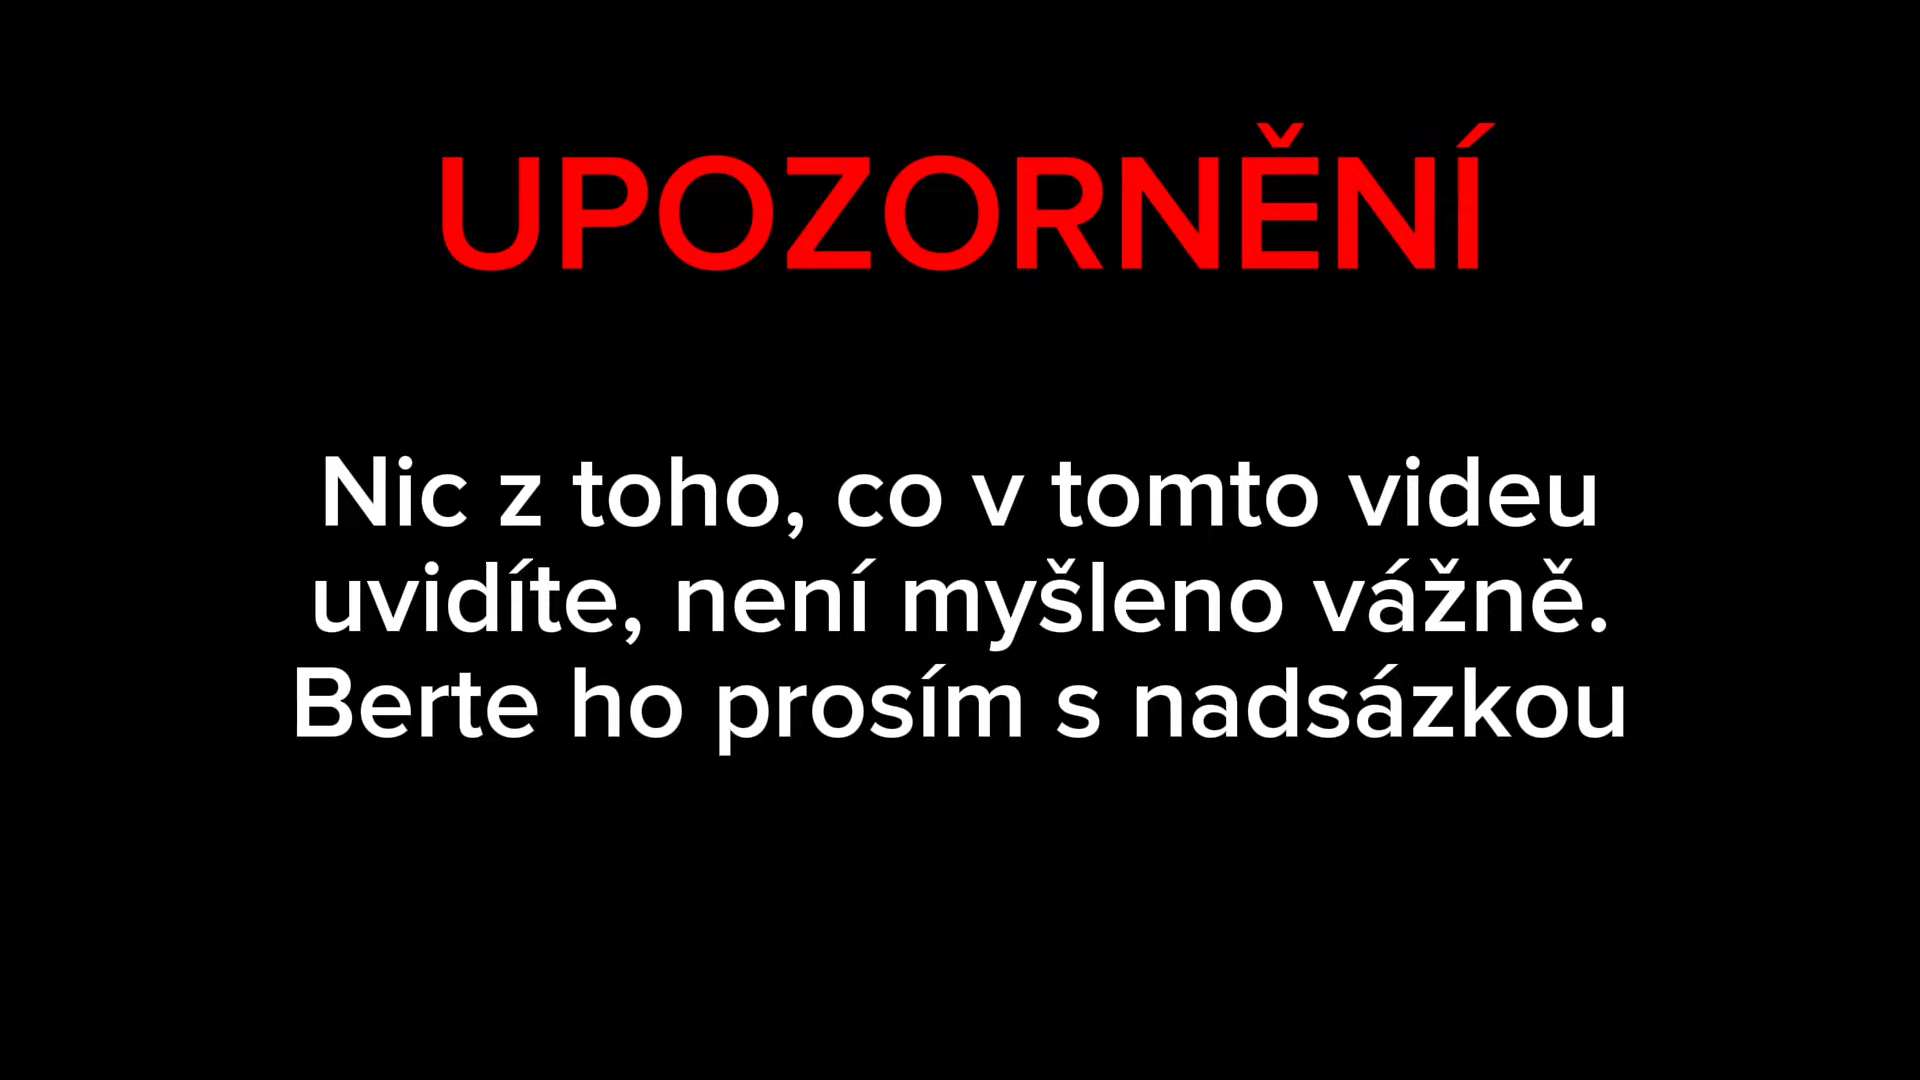 UPOZORNĚNÍ
Nic z toho, co v tomto videu
uvidíte, není myšleno vážně.
Berte ho prosím s nadsázkou